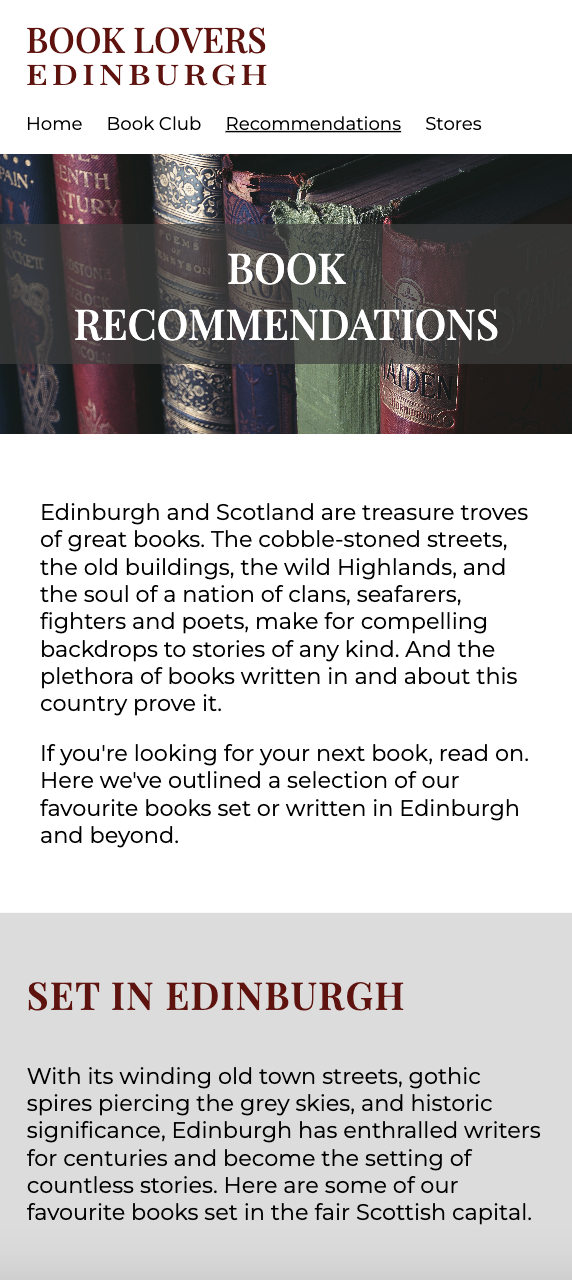 BOOK LOVERS
EDINBURGH
Home Book Club Recommendations Stores
PAIN.
ENTH
NTURY
POEMS
BOOK
RECOMMENDATIONS
MAIDEN
Edinburgh and Scotland are treasure troves
of great books. The cobble-stoned streets,
the old buildings, the wild Highlands, and
the soul of a nation of clans, seafarers,
fighters and poets, make for compelling
backdrops to stories of any kind. And the
plethora of books written in and about this
country prove it.
If you're looking for your next book, read on.
Here we've outlined a selection of our
favourite books set or written in Edinburgh
and beyond.
SET IN EDINBURGH
With its winding old town streets, gothic
spires piercing the grey skies, and historic
significance, Edinburgh has enthralled writers
for centuries and become the setting of
countless stories. Here are some of our
favourite books set in the fair Scottish capital.